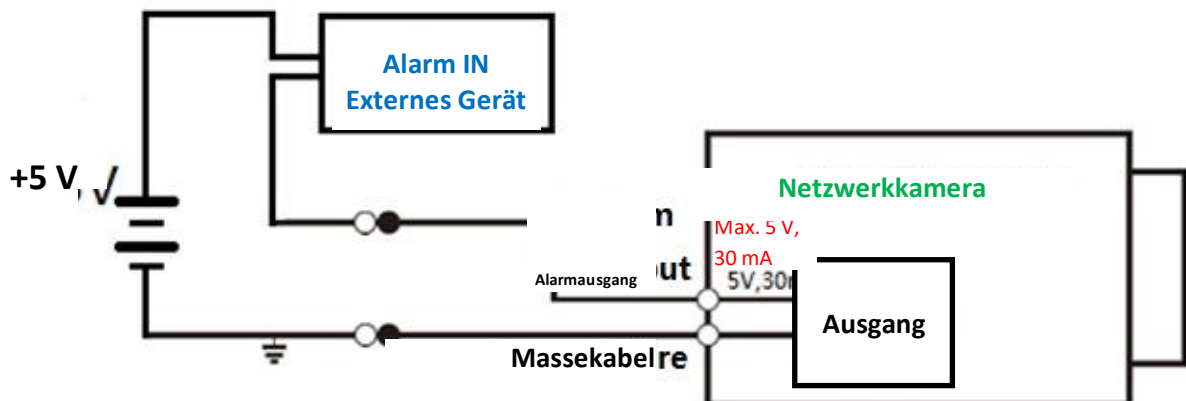 Alarm IN
Externes Gerät
+5 V, √
Netzwerkkamera
Max. 5 V,
30 mA
Alarmausgang
5V,30
Ausgang
Massekabel